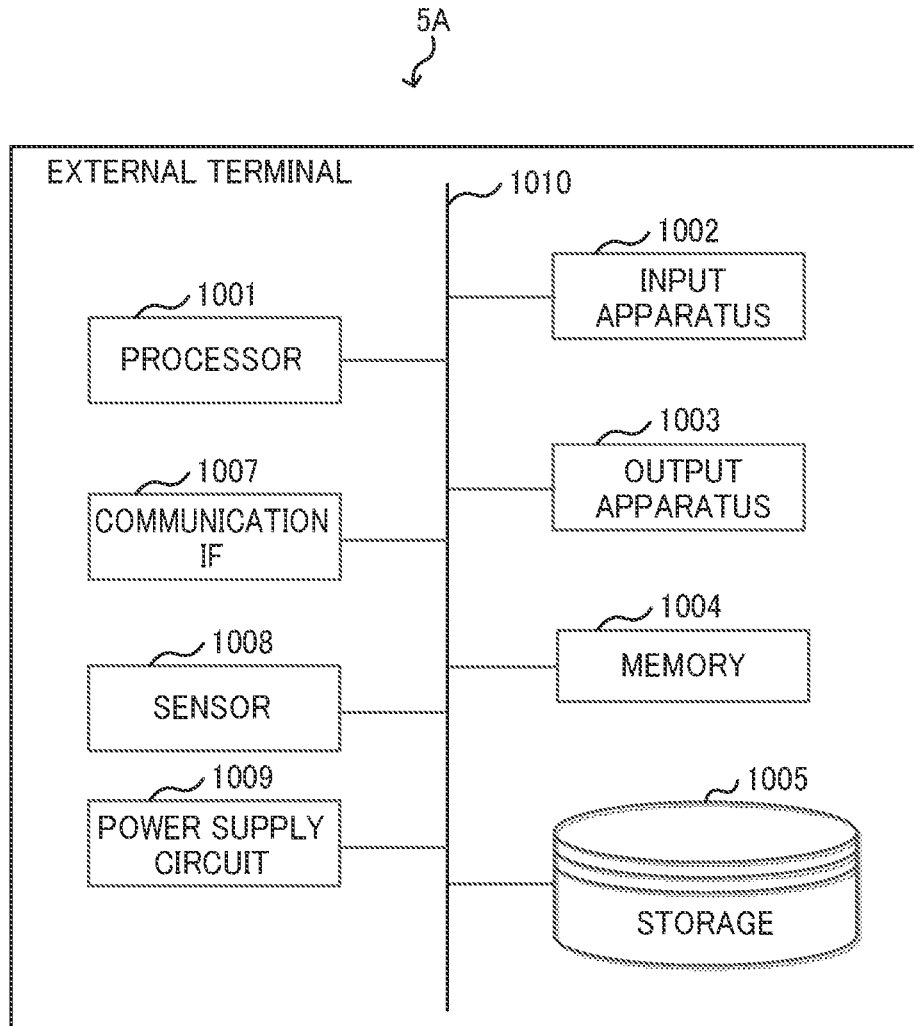 5A
EXTERNAL TERMINAL
1010
1002
INPUT
APPARATUS
1001
PROCESSOR
1003
OUTPUT
APPARATUS
1007
COMMUNICATION
IF
1004
MEMORY
1008
SENSOR
1009
POWER SUPPLY
CIRCUIT
1005
STORAGE